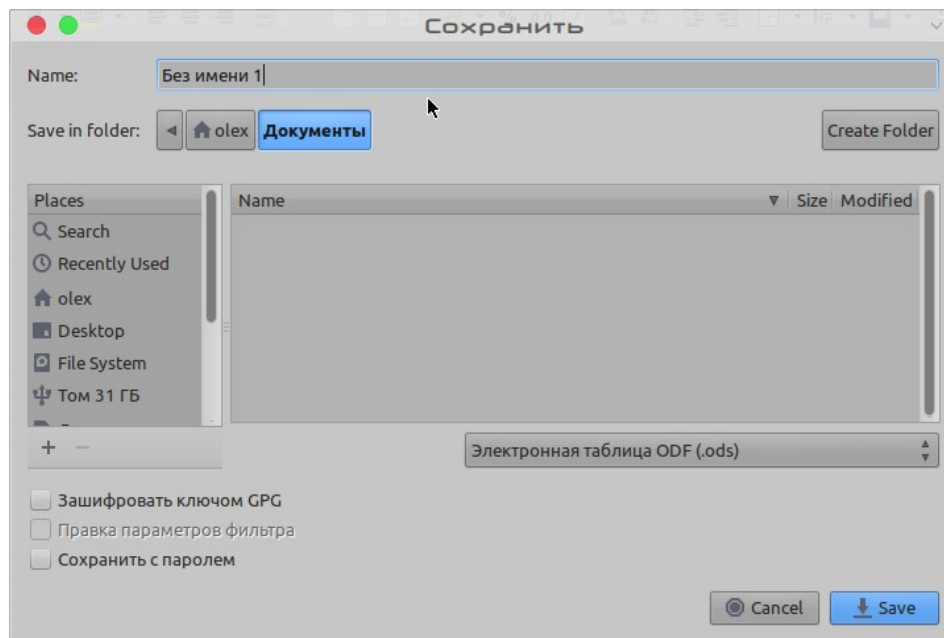 Сохранить
Name: Без имени 1
Save in folder: olex Документы Create Folder
Places Name Size Modified
Search
Recently Used
olex
Desktop
File System
Том 31 ГБ
Электронная таблица ODF (.ods)
Зашифровать ключом GPG
Правка параметров фильтра
Сохранить с паролем
Cancel Save